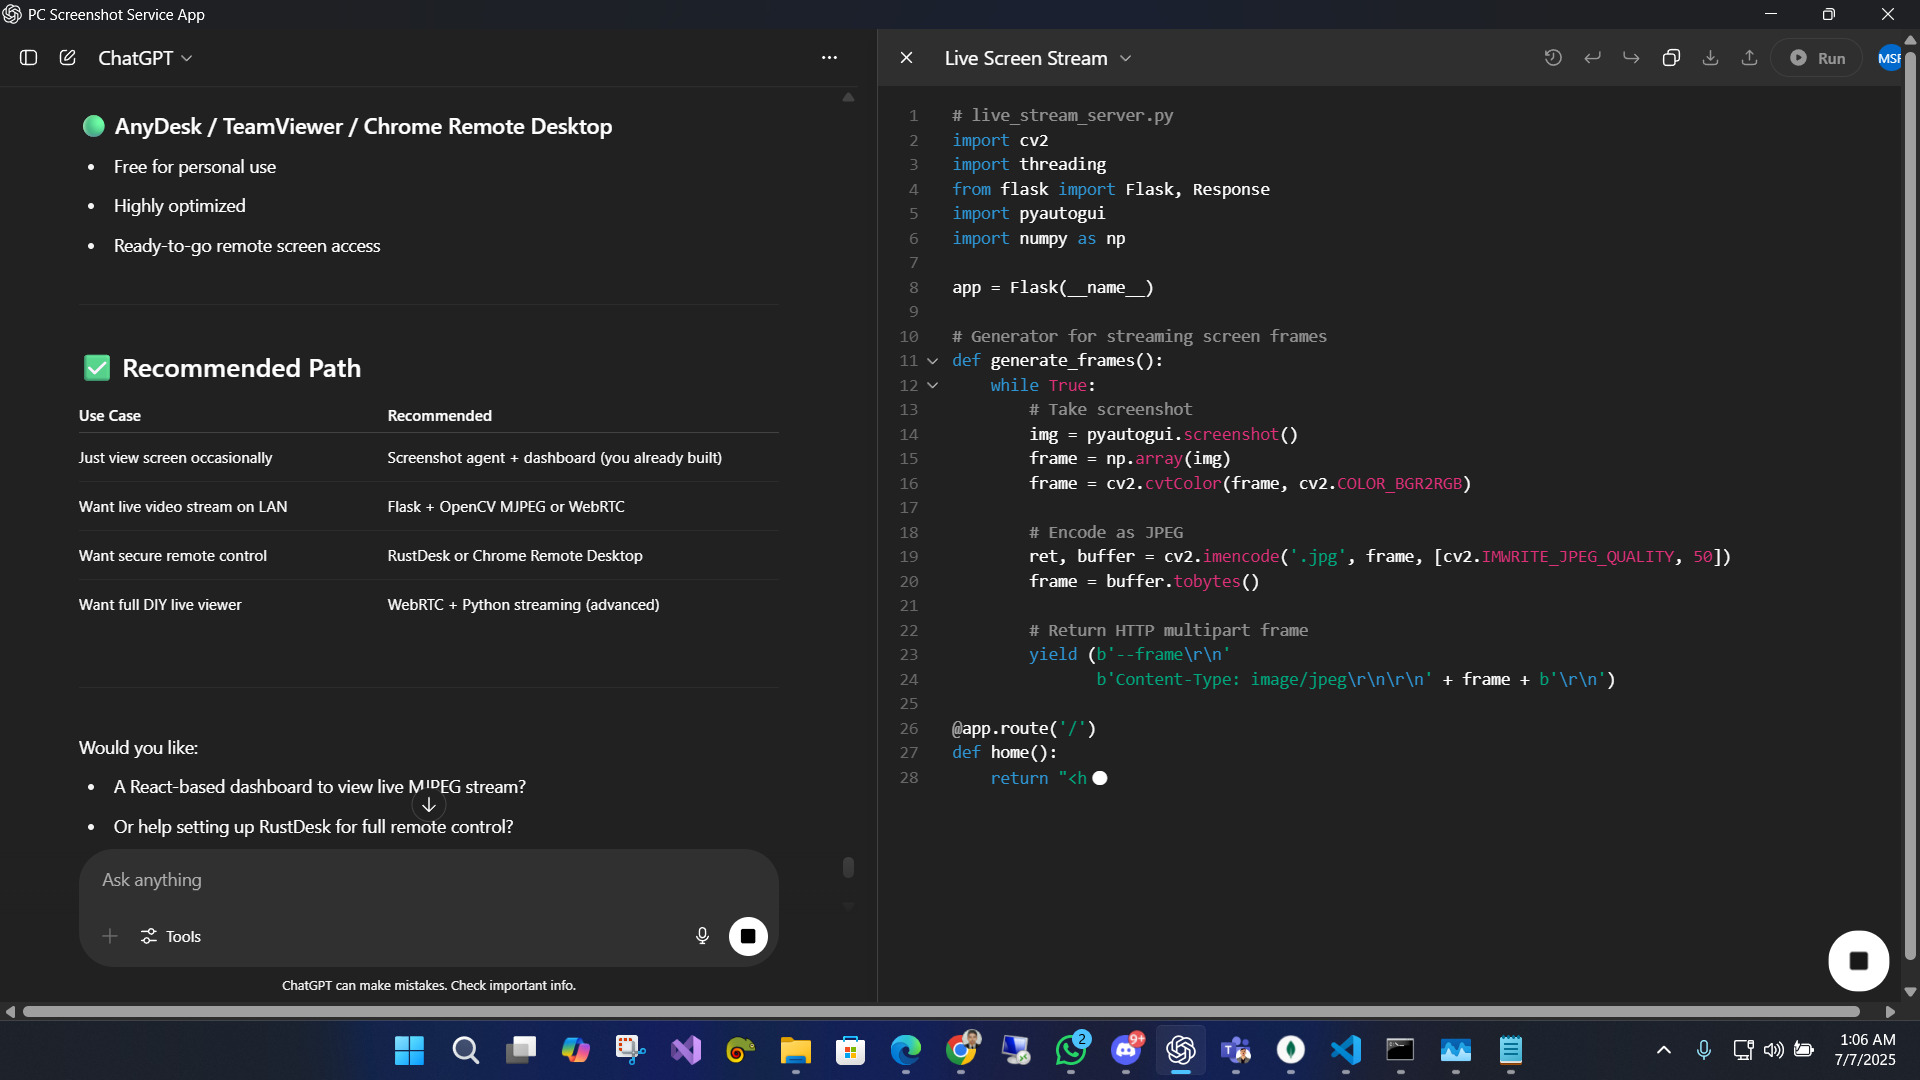 PC Screenshot Service App
ChatGPT
AnyDesk / TeamViewer / Chrome Remote Desktop
• Free for personal use
• Highly optimized
• Ready-to-go remote screen access
Recommended Path
Use Case Recommended
Just view screen occasionally Screenshot agent + dashboard (you already built)
Want live video stream on LAN Flask + OpenCV MJPEG or WebRTC
Want secure remote control RustDesk or Chrome Remote Desktop
Want full DIY live viewer WebRTC + Python streaming (advanced)
Would you like:
• A React-based dashboard to view live MJPEG stream?
• Or help setting up RustDesk for full remote control?
Ask anything
Tools
ChatGPT can make mistakes. Check important info.
Live Screen Stream
Run
MSF
1 # live_stream_server.py
2 import cv2
3 import threading
4 from flask import Flask, Response
5 import pyautogui
6 import numpy as np
7
8 app = Flask(__name__)
9
10 # Generator for streaming screen frames
11 def generate_frames():
12     while True:
13         # Take screenshot
14         img = pyautogui.screenshot()
15         frame = np.array(img)
16         frame = cv2.cvtColor(frame, cv2.COLOR_BGR2RGB)
17
18         # Encode as JPEG
19         ret, buffer = cv2.imencode('.jpg', frame, [cv2.IMWRITE_JPEG_QUALITY, 50])
20         frame = buffer.tobytes()
21
22         # Return HTTP multipart frame
23         yield (b'--frame\r\n'
24                b'Content-Type: image/jpeg\r\n\r\n' + frame + b'\r\n')
25
26 @app.route('/')
27 def home():
28     return "<h
2
9+
1:06 AM
7/7/2025